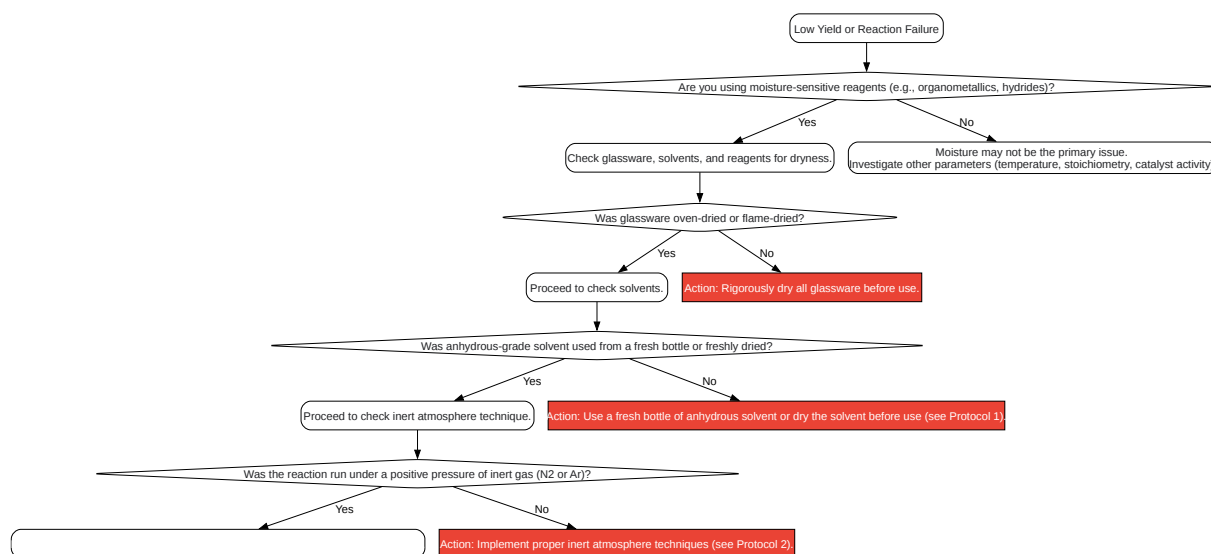 Low Yield or Reaction Failure
Are you using moisture-sensitive reagents (e.g., organometallics, hydrides)?
Yes
No
Check glassware, solvents, and reagents for dryness.
Moisture may not be the primary issue.
Investigate other parameters (temperature, stoichiometry, catalyst activity)
Was glassware oven-dried or flame-dried?
Yes
No
Proceed to check solvents.
Action: Rigorously dry all glassware before use.
Was anhydrous-grade solvent used from a fresh bottle or freshly dried?
Yes
No
Proceed to check inert atmosphere technique.
Action: Use a fresh bottle of anhydrous solvent or dry the solvent before use (see Protocol 1).
Was the reaction run under a positive pressure of inert gas (N2 or Ar)?
Yes
No
Action: Implement proper inert atmosphere techniques (see Protocol 2).